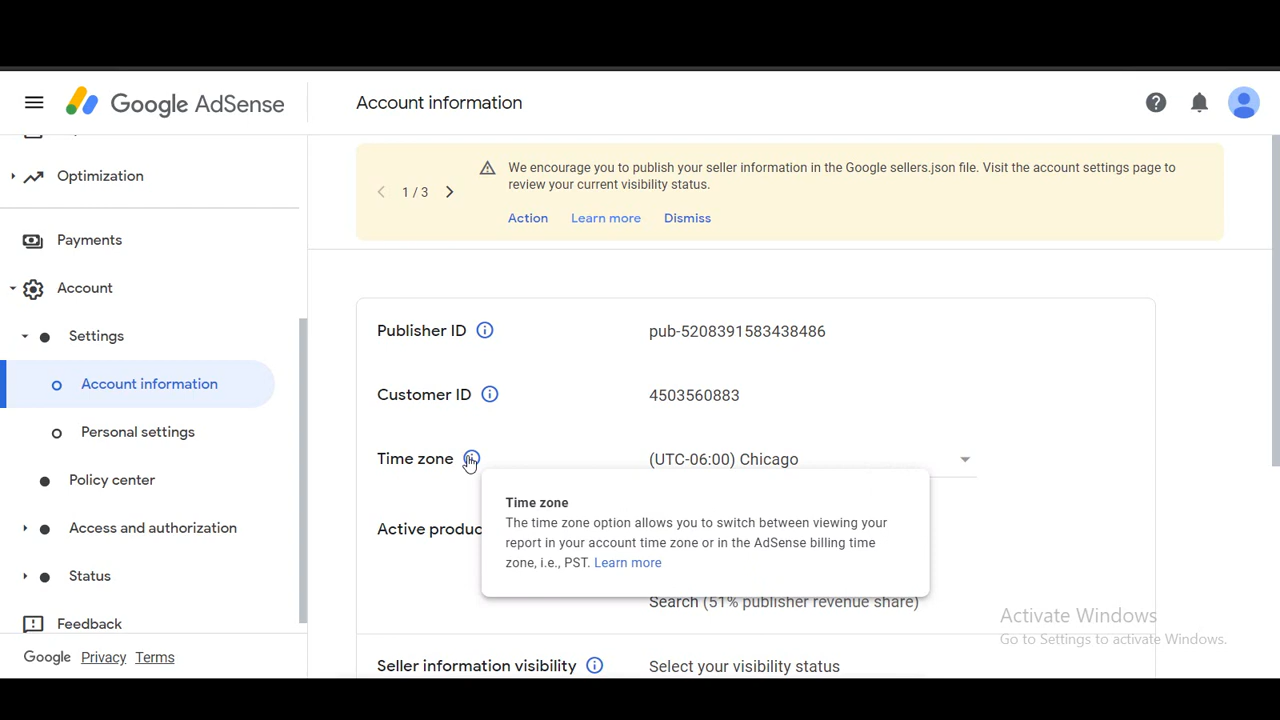 Google AdSense
Account information
Optimization
Payments
Account
Settings
Account information
Personal settings
Policy center
Access and authorization
Status
Feedback
Google Privacy Terms
1 / 3
We encourage you to publish your seller information in the Google sellers.json file. Visit the account settings page to
review your current visibility status.
Action Learn more Dismiss
Publisher ID pub-5208391583438486
Customer ID 4503560883
Time zone (UTC-06:00) Chicago
Time zone
The time zone option allows you to switch between viewing your
report in your account time zone or in the AdSense billing time
zone, i.e., PST. Learn more
Active produc
Search (51% publisher revenue share)
Seller information visibility Select your visibility status
Activate Windows
Go to Settings to activate Windows.